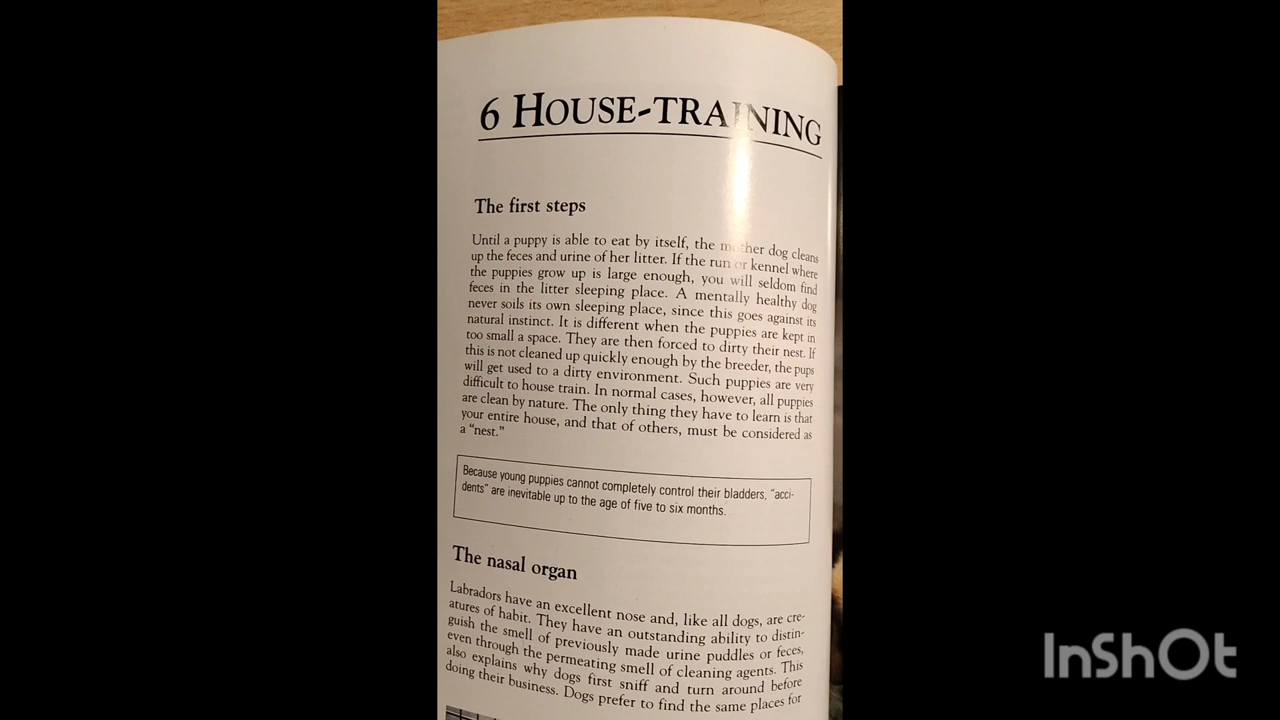 6 HOUSE-TRAINING
The first steps
Until a puppy is able to eat by itself, the mother dog cleans
up the feces and urine of her litter. If the run or kennel where
the puppies grow up is large enough, you will seldom find
feces in the litter sleeping place. A mentally healthy dog
never soils its own sleeping place, since this goes against its
natural instinct. It is different when the puppies are kept in
too small a space. They are then forced to dirty their nest. If
this is not cleaned up quickly enough by the breeder, the pups
will get used to a dirty environment. Such puppies are very
difficult to house train. In normal cases, however, all puppies
are clean by nature. The only thing they have to learn is that
your entire house, and that of others, must be considered as
a “nest.”
Because young puppies cannot completely control their bladders, “acci-
dents” are inevitable up to the age of five to six months.
The nasal organ
Labradors have an excellent nose and, like all dogs, are cre-
atures of habit. They have an outstanding ability to distin-
guish the smell of previously made urine puddles or feces,
even through the permeating smell of cleaning agents. This
also explains why dogs first sniff and turn around before
doing their business. Dogs prefer to find the same places for
InShOt